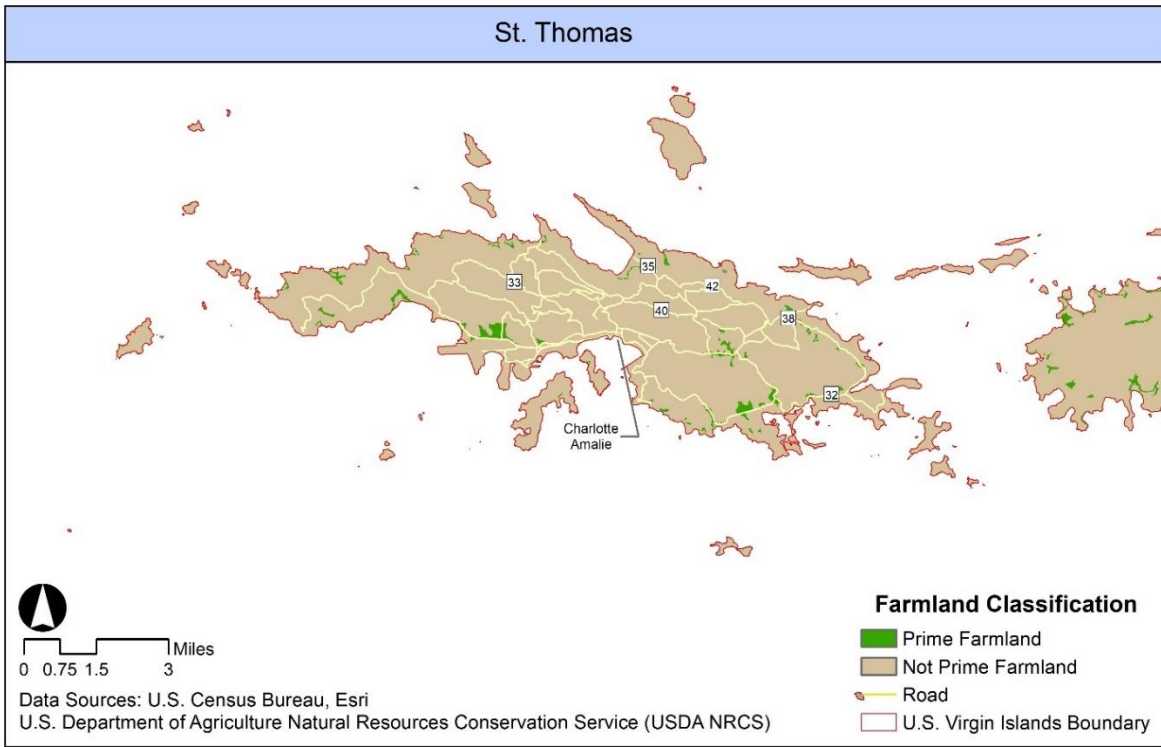 St. Thomas
35
33
42
40
38
32
Charlotte
Amalie
Miles
0 0.75 1.5 3
Data Sources: U.S. Census Bureau, Esri
U.S. Department of Agriculture Natural Resources Conservation Service (USDA NRCS)
Farmland Classification
Prime Farmland
Not Prime Farmland
Road
U.S. Virgin Islands Boundary